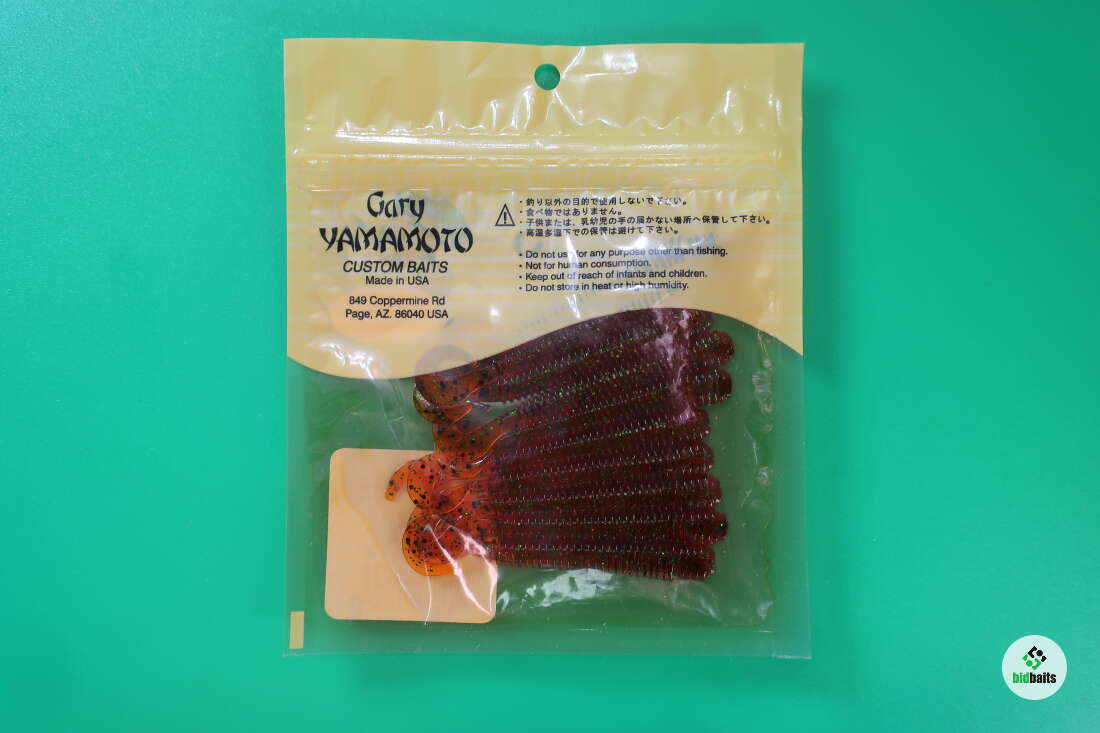 Gary
YAMAMOTO
CUSTOM BAITS
Made in USA
849 Coppermine Rd
Page, AZ. 86040 USA
・釣り以外の目的で使用しないで下さい。
・食べ物ではありません。
・子供または、乳幼児の手の届かない場所へ保管して下さい。
・高温多湿下での保管は避けて下さい。
• Do not use for any purpose other than fishing.
• Not for human consumption.
• Keep out of reach of infants and children.
• Do not store in heat or high humidity.
bidbaits